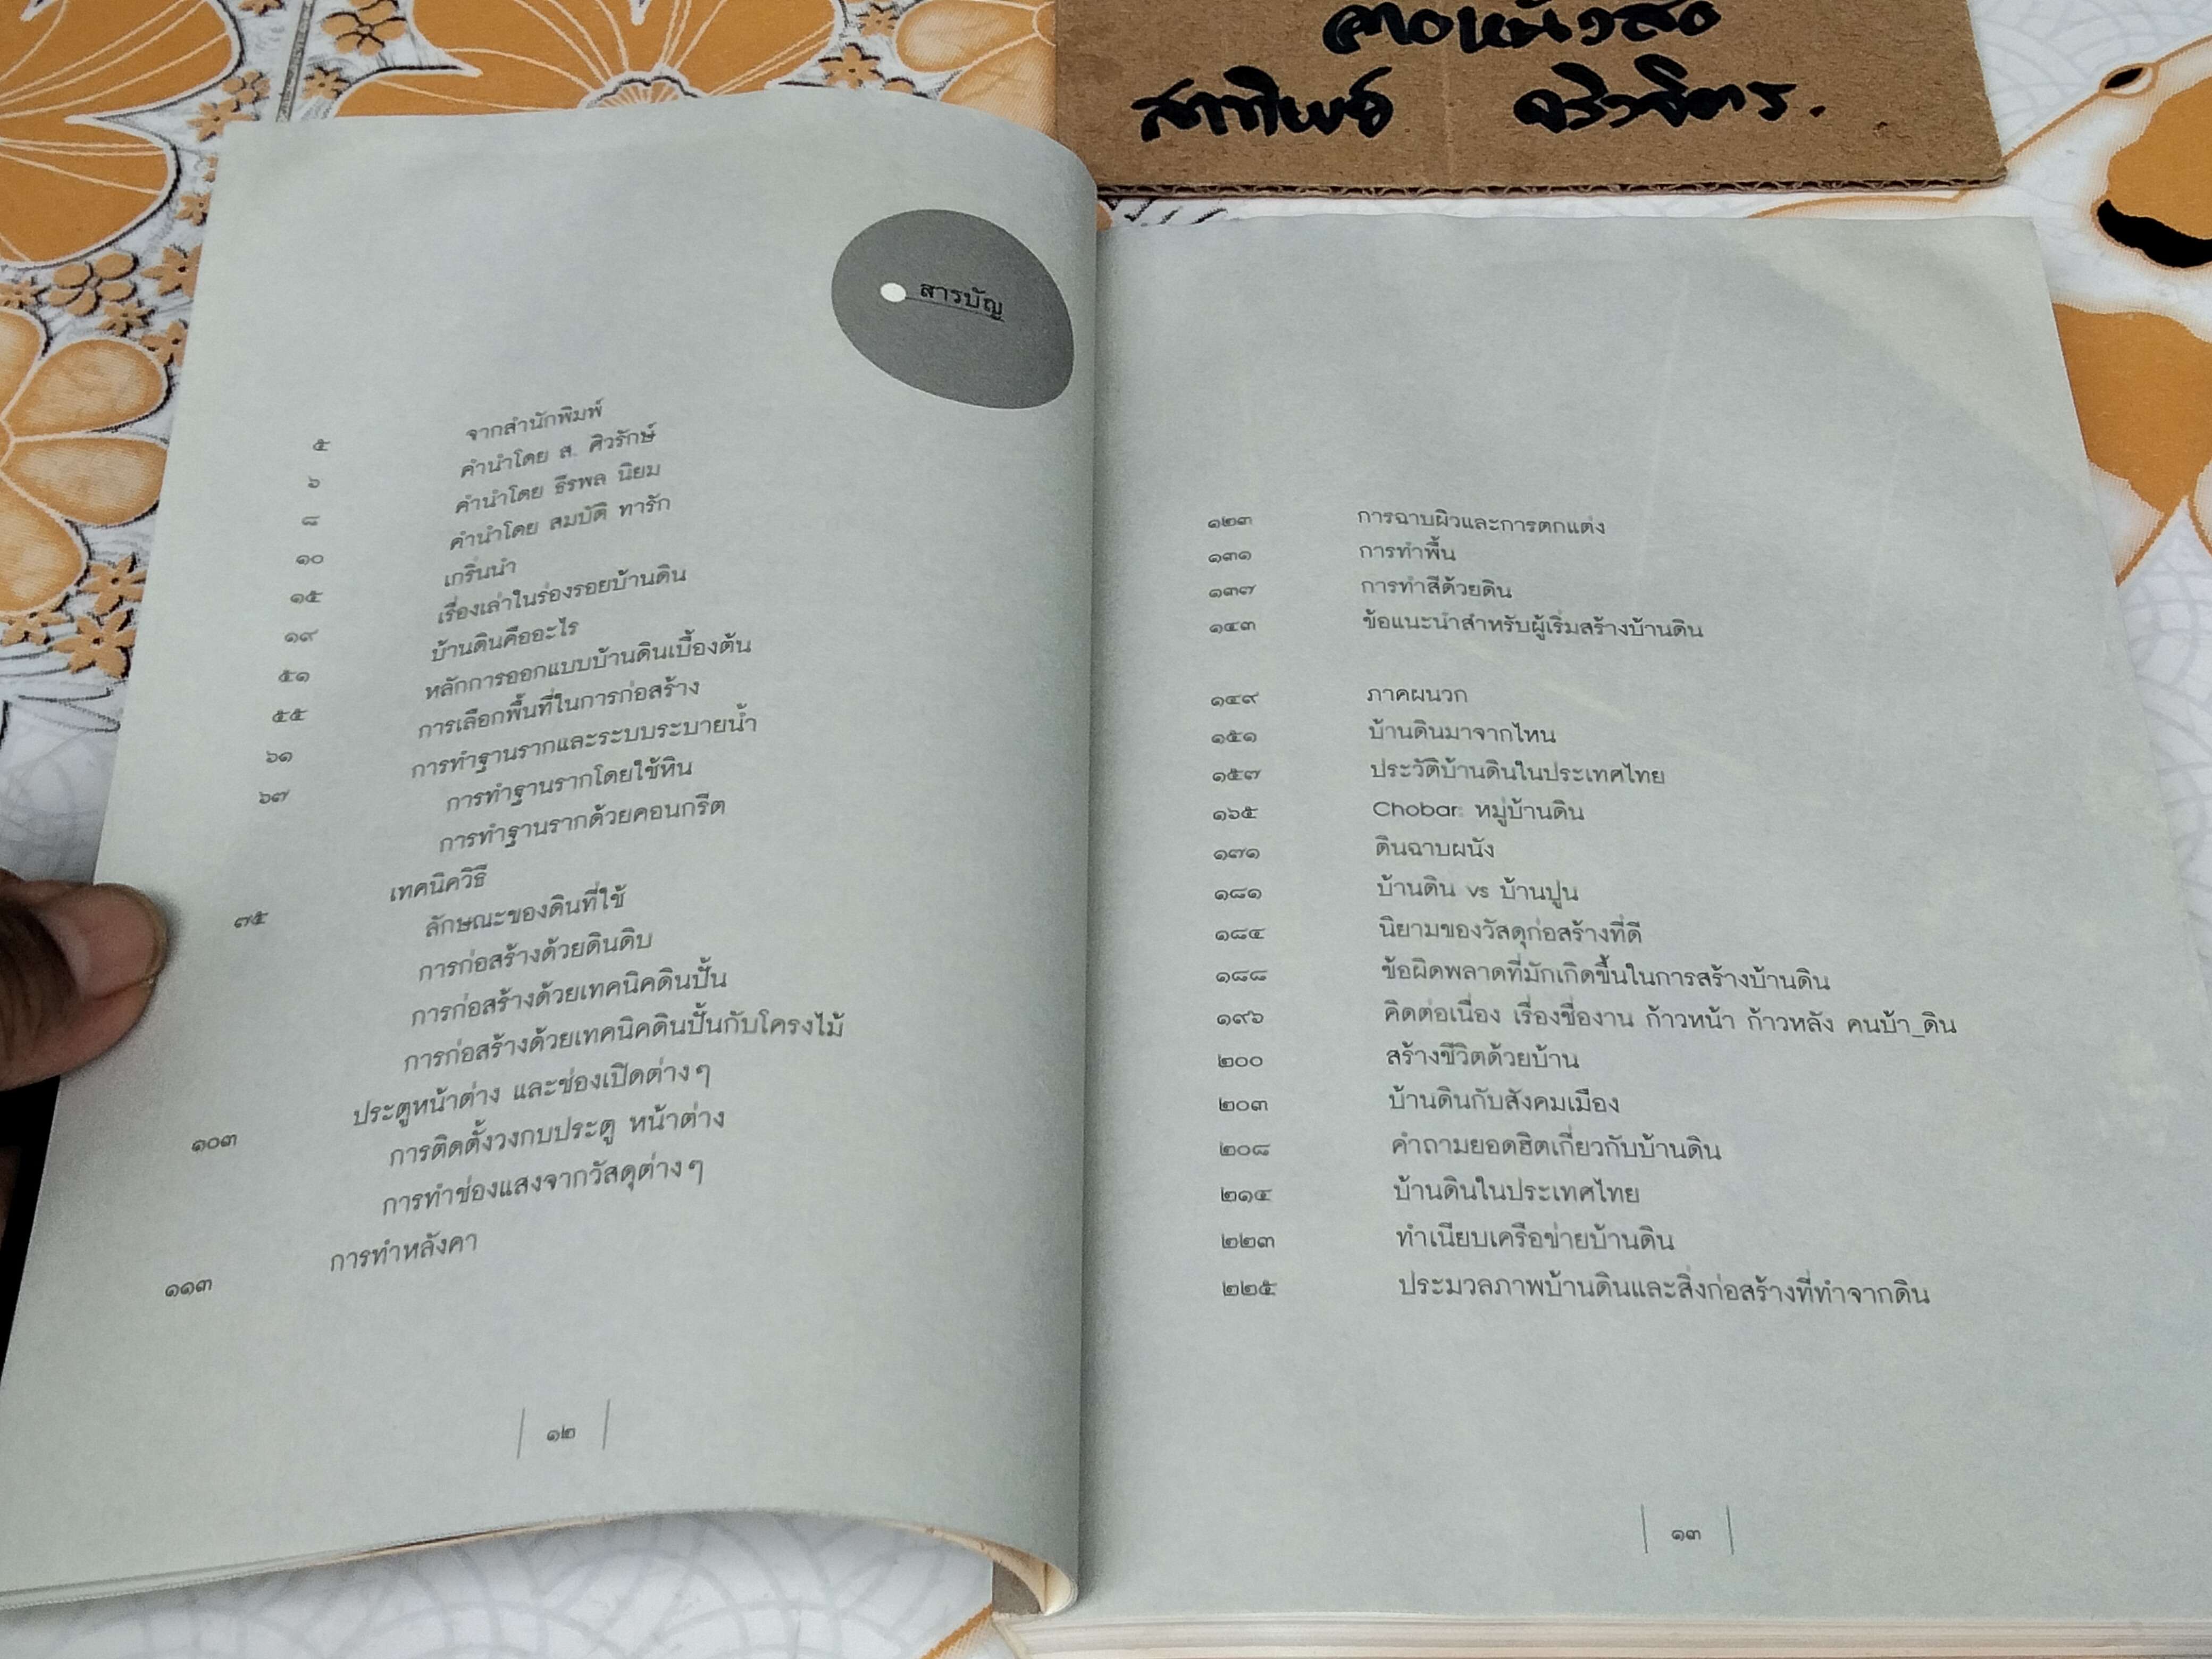 สารบัญ
๕ จากสำนักพิมพ์
๖ คำนำโดย ส. ศิวรักษ์
๘ คำนำโดย ธีรพล นิยม
๑๐ คำนำโดย สมบัติ ทารัก
๑๕ เกริ่นนำ
๑๙ เรื่องเล่าในร่องรอยบ้านดิน
๕๑ บ้านดินคืออะไร
๕๕ หลักการออกแบบบ้านดินเบื้องต้น
๖๑ การเลือกพื้นที่ในการก่อสร้าง
๖๗ การทำฐานรากและระบบระบายน้ำ
การทำฐานรากโดยใช้หิน
การทำฐานรากด้วยคอนกรีต
๗๕ เทคนิควิธี
ลักษณะของดินที่ใช้
การก่อสร้างด้วยดินดิบ
การก่อสร้างด้วยเทคนิคดินปั้น
การก่อสร้างด้วยเทคนิคดินปั้นกับโครงไม้
๑๐๓ ประตูหน้าต่าง และช่องเปิดต่างๆ
การติดตั้งวงกบประตู หน้าต่าง
การทำช่องแสงจากวัสดุต่างๆ
๑๑๓ การทำหลังคา
๑๒
๑๒๓ การฉาบผิวและการตกแต่ง
๑๓๑ การทำพื้น
๑๓๗ การทำสีด้วยดิน
๑๔๓ ข้อแนะนำสำหรับผู้เริ่มสร้างบ้านดิน
๑๔๙ ภาคผนวก
๑๕๑ บ้านดินมาจากไหน
๑๕๗ ประวัติบ้านดินในประเทศไทย
๑๖๕ Chobar: หมู่บ้านดิน
๑๗๑ ดินฉาบผนัง
๑๘๑ บ้านดิน vs บ้านปูน
๑๘๔ นิยามของวัสดุก่อสร้างที่ดี
๑๘๘ ข้อผิดพลาดที่มักเกิดขึ้นในการสร้างบ้านดิน
๑๙๖ คิดต่อเนื่อง เรื่องชื่องาน ก้าวหน้า ก้าวหลัง คนบ้า_ดิน
๒๐๐ สร้างชีวิตด้วยบ้าน
๒๐๓ บ้านดินกับสังคมเมือง
๒๐๘ คำถามยอดฮิตเกี่ยวกับบ้านดิน
๒๑๔ บ้านดินในประเทศไทย
๒๒๓ ทำเนียบเครือข่ายบ้านดิน
๒๒๕ ประมวลภาพบ้านดินและสิ่งก่อสร้างที่ทำจากดิน
๑๓